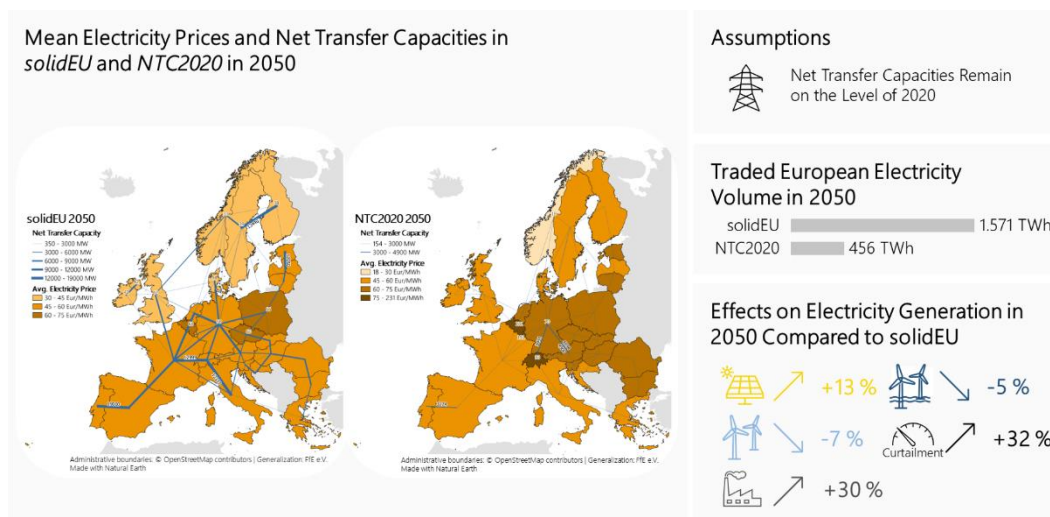 Mean Electricity Prices and Net Transfer Capacities in
solidEU and NTC2020 in 2050
solidEU 2050
Net Transfer Capacity
350 - 3000 MW
3000 - 6000 MW
6000 - 9000 MW
9000 - 12000 MW
12000 - 19000 MW
Avg. Electricity Price
30 - 45 Eur/MWh
45 - 60 Eur/MWh
60 - 75 Eur/MWh
Administrative boundaries: © OpenStreetMap contributors | Generalization: FfE e.V.
Made with Natural Earth
NTC2020 2050
Net Transfer Capacity
154 - 3000 MW
3000 - 4900 MW
Avg. Electricity Price
18 - 30 Eur/MWh
45 - 60 Eur/MWh
60 - 75 Eur/MWh
75 - 231 Eur/MWh
Administrative boundaries: © OpenStreetMap contributors | Generalization: FfE e.V.
Made with Natural Earth
Assumptions
Net Transfer Capacities Remain
on the Level of 2020
Traded European Electricity
Volume in 2050
solidEU 1.571 TWh
NTC2020 456 TWh
Effects on Electricity Generation in
2050 Compared to solidEU
+13 % -5 %
-7 % Curtailment +32 %
+30 %